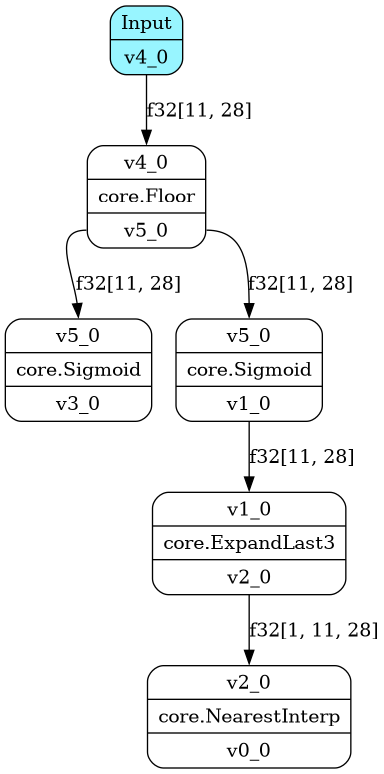 Input
v4_0
f32[11, 28]
v4_0
core.Floor
v5_0
f32[11, 28]
f32[11, 28]
v5_0
core.Sigmoid
v3_0
v5_0
core.Sigmoid
v1_0
f32[11, 28]
v1_0
core.ExpandLast3
v2_0
f32[1, 11, 28]
v2_0
core.NearestInterp
v0_0